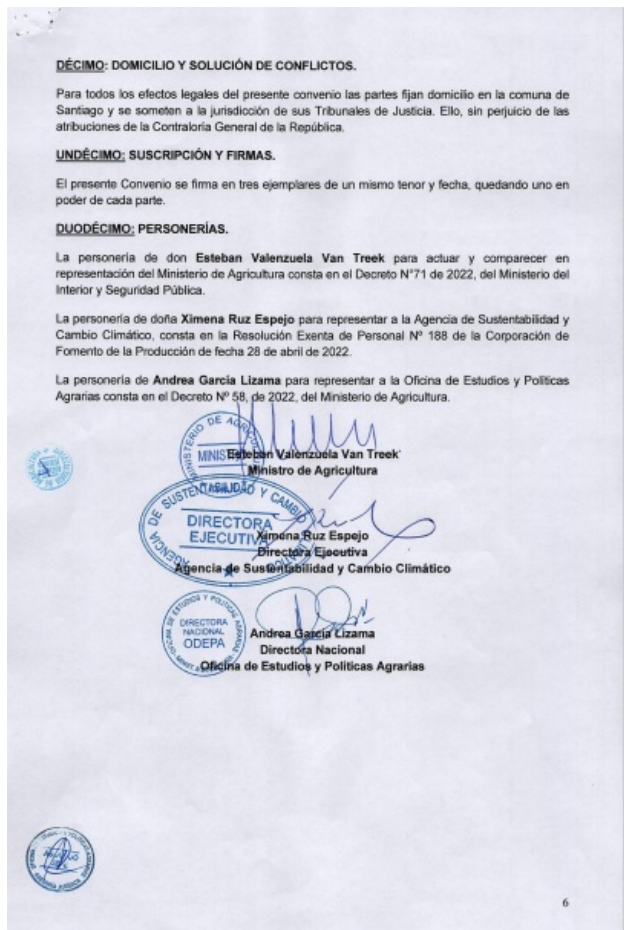 DÉCIMO: DOMICILIO Y SOLUCIÓN DE CONFLICTOS.
Para todos los efectos legales del presente convenio las partes fijan domicilio en la comuna de
Santiago y se someten a la jurisdicción de sus Tribunales de Justicia. Ello, sin perjuicio de las
atribuciones de la Contraloría General de la República.
UNDÉCIMO: SUSCRIPCIÓN Y FIRMAS.
El presente Convenio se firma en tres ejemplares de un mismo tenor y fecha, quedando uno en
poder de cada parte.
DUODÉCIMO: PERSONERÍAS.
La personería de don Esteban Valenzuela Van Treek para actuar y comparecer en
representación del Ministerio de Agricultura consta en el Decreto N°71 de 2022, del Ministerio del
Interior y Seguridad Pública.
La personería de doña Ximena Ruz Espejo para representar a la Agencia de Sustentabilidad y
Cambio Climático, consta en la Resolución Exenta de Personal Nº 188 de la Corporación de
Fomento de la Producción de fecha 28 de abril de 2022.
La personería de Andrea García Lizama para representar a la Oficina de Estudios y Políticas
Agrarias consta en el Decreto Nº 58, de 2022, del Ministerio de Agricultura.
MINISTERIO DE
Esteban Valenzuela Van Treek
Ministro de Agricultura
AGENCIA DE SUSTENTABILIDAD Y CAMBIO
DIRECTORA
EJECUTIVA
Ximena Ruz Espejo
Directora Ejecutiva
Agencia de Sustentabilidad y Cambio Climático
DIRECTORA
NACIONAL
ODEPA
Andrea García Lizama
Directora Nacional
Oficina de Estudios y Políticas Agrarias
6